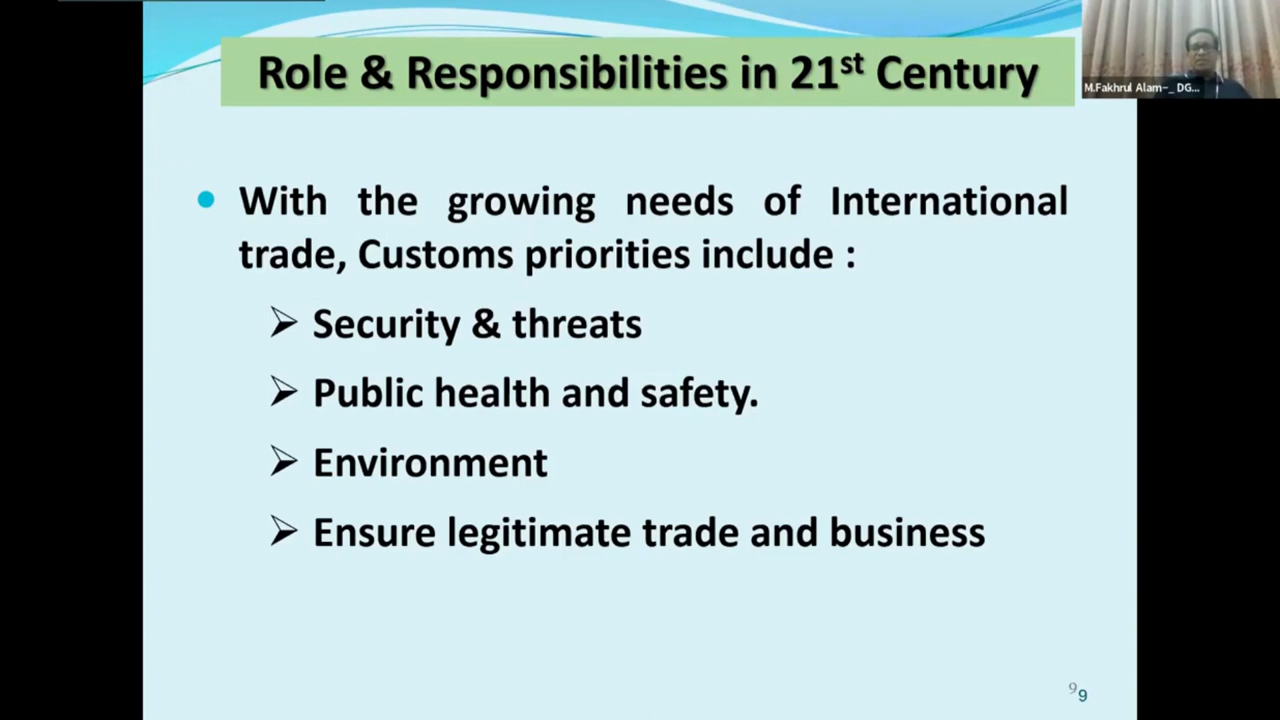 Role & Responsibilities in 21st Century
M.Fakhrul Alam-_ DG...
With the growing needs of International
trade, Customs priorities include :
Security & threats
Public health and safety.
Environment
Ensure legitimate trade and business
9
9